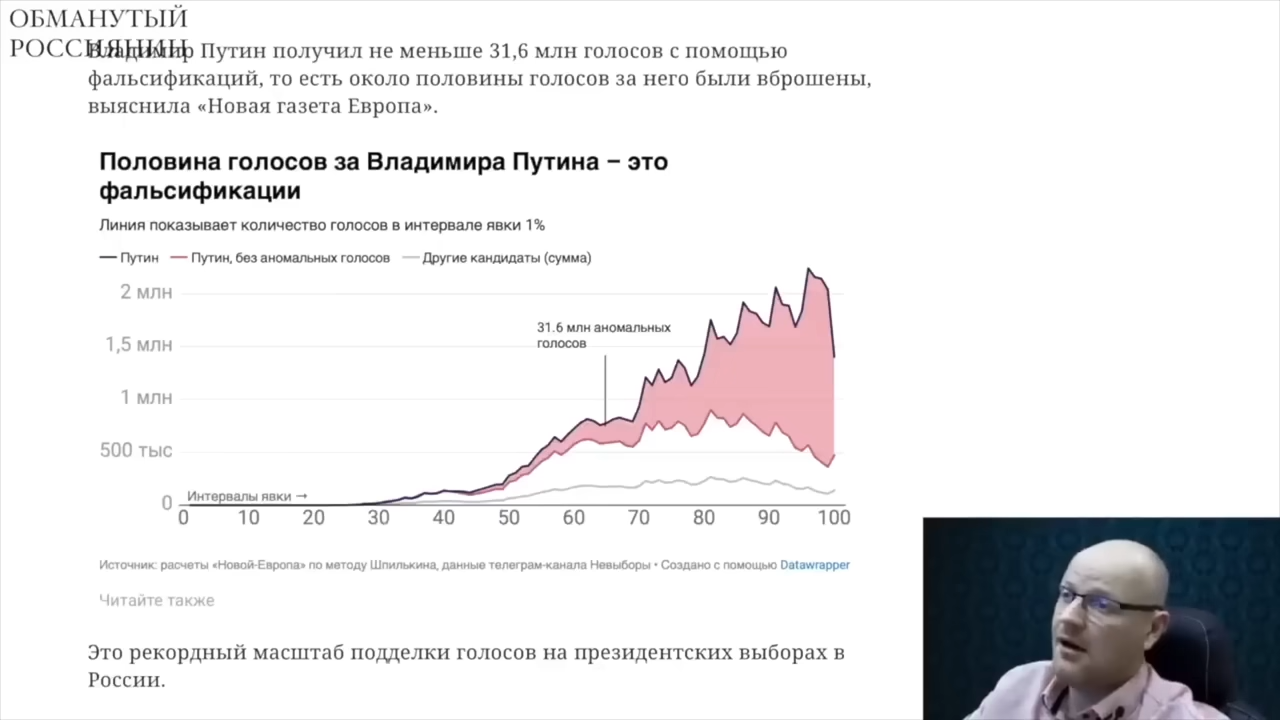 ОБМАНУТЫЙ
РОССИЯНИН
Владимир Путин получил не меньше 31,6 млн голосов с помощью
фальсификаций, то есть около половины голосов за него были вброшены,
выяснила «Новая газета Европа».
Половина голосов за Владимира Путина – это
фальсификации
Линия показывает количество голосов в интервале явки 1%
Путин Путин, без аномальных голосов Другие кандидаты (сумма)
2 млн
31.6 млн аномальных
голосов
1,5 млн
1 млн
500 тыс
Интервалы явки →
0
0 10 20 30 40 50 60 70 80 90 100
Источник: расчеты «Новой-Европа» по методу Шпилькина, данные телеграм-канала Невыборы • Создано с помощью Datawrapper
Читайте также
Это рекордный масштаб подделки голосов на президентских выборах в
России.